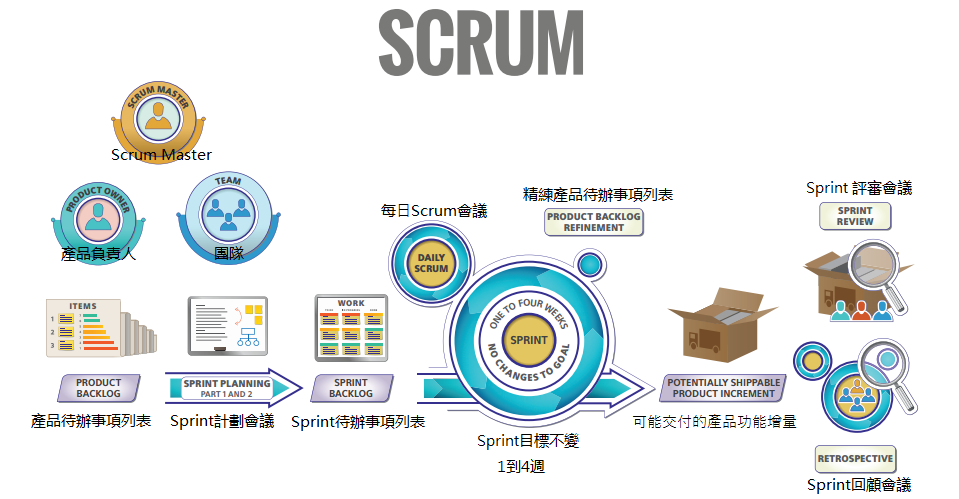 SCRUM
SCRUM MASTER
Scrum Master
PRODUCT OWNER
產品負責人
TEAM
團隊
每日Scrum會議
DAILY
SCRUM
精練產品待辦事項列表
PRODUCT BACKLOG
REFINEMENT
Sprint 評審會議
SPRINT
REVIEW
ITEMS
1
2
3
WORK
ONE TO FOUR WEEKS
SPRINT
NO CHANGES TO GOAL
PRODUCT
BACKLOG
產品待辦事項列表
SPRINT PLANNING
PART 1 AND 2
Sprint計劃會議
SPRINT
BACKLOG
Sprint待辦事項列表
Sprint目標不變
1到4週
POTENTIALLY SHIPPABLE
PRODUCT INCREMENT
可能交付的產品功能增量
RETROSPECTIVE
Sprint回顧會議